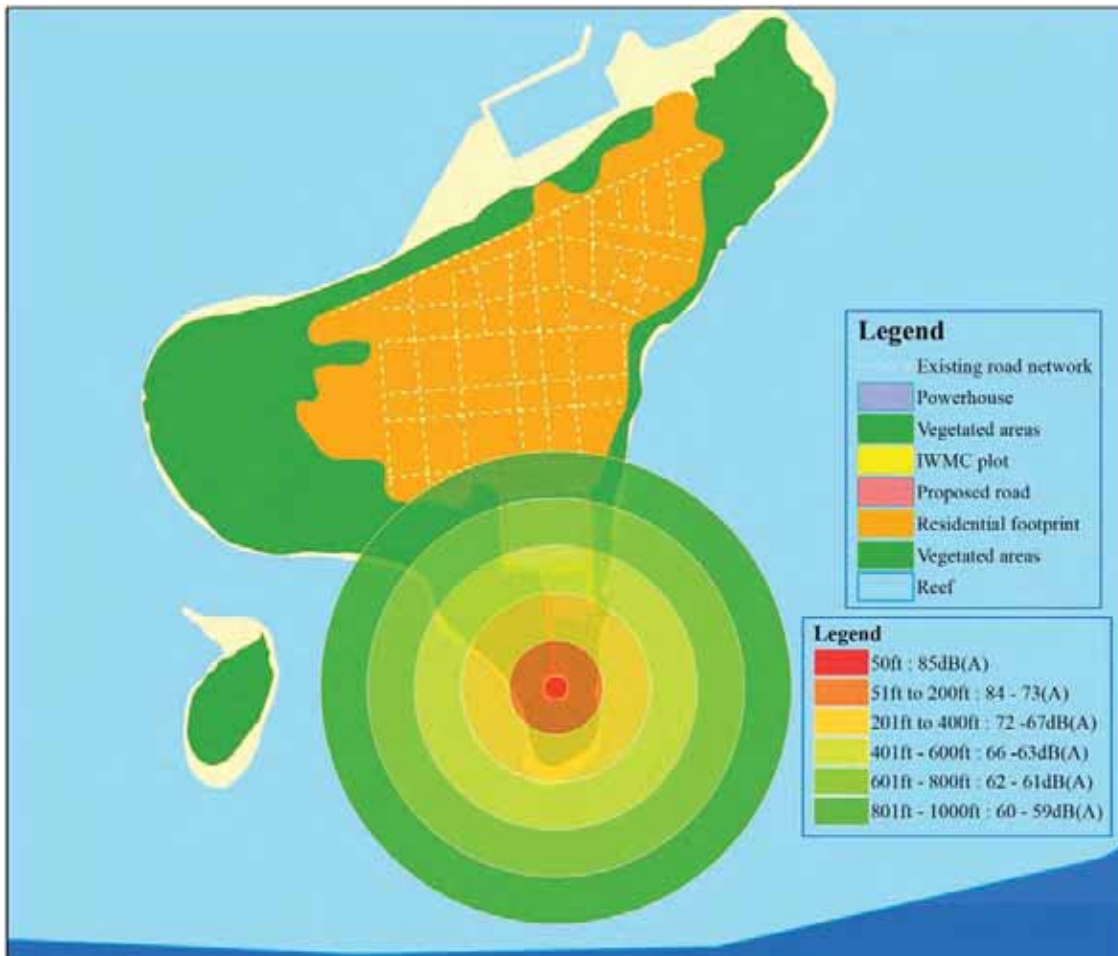 Legend
Existing road network
Powerhouse
Vegetated areas
IWMC plot
Proposed road
Residential footprint
Vegetated areas
Reef
Legend
50ft : 85dB(A)
51ft to 200ft : 84 - 73(A)
201ft to 400ft : 72 -67dB(A)
401ft - 600ft : 66 -63dB(A)
601ft - 800ft : 62 - 61dB(A)
801ft - 1000ft : 60 - 59dB(A)